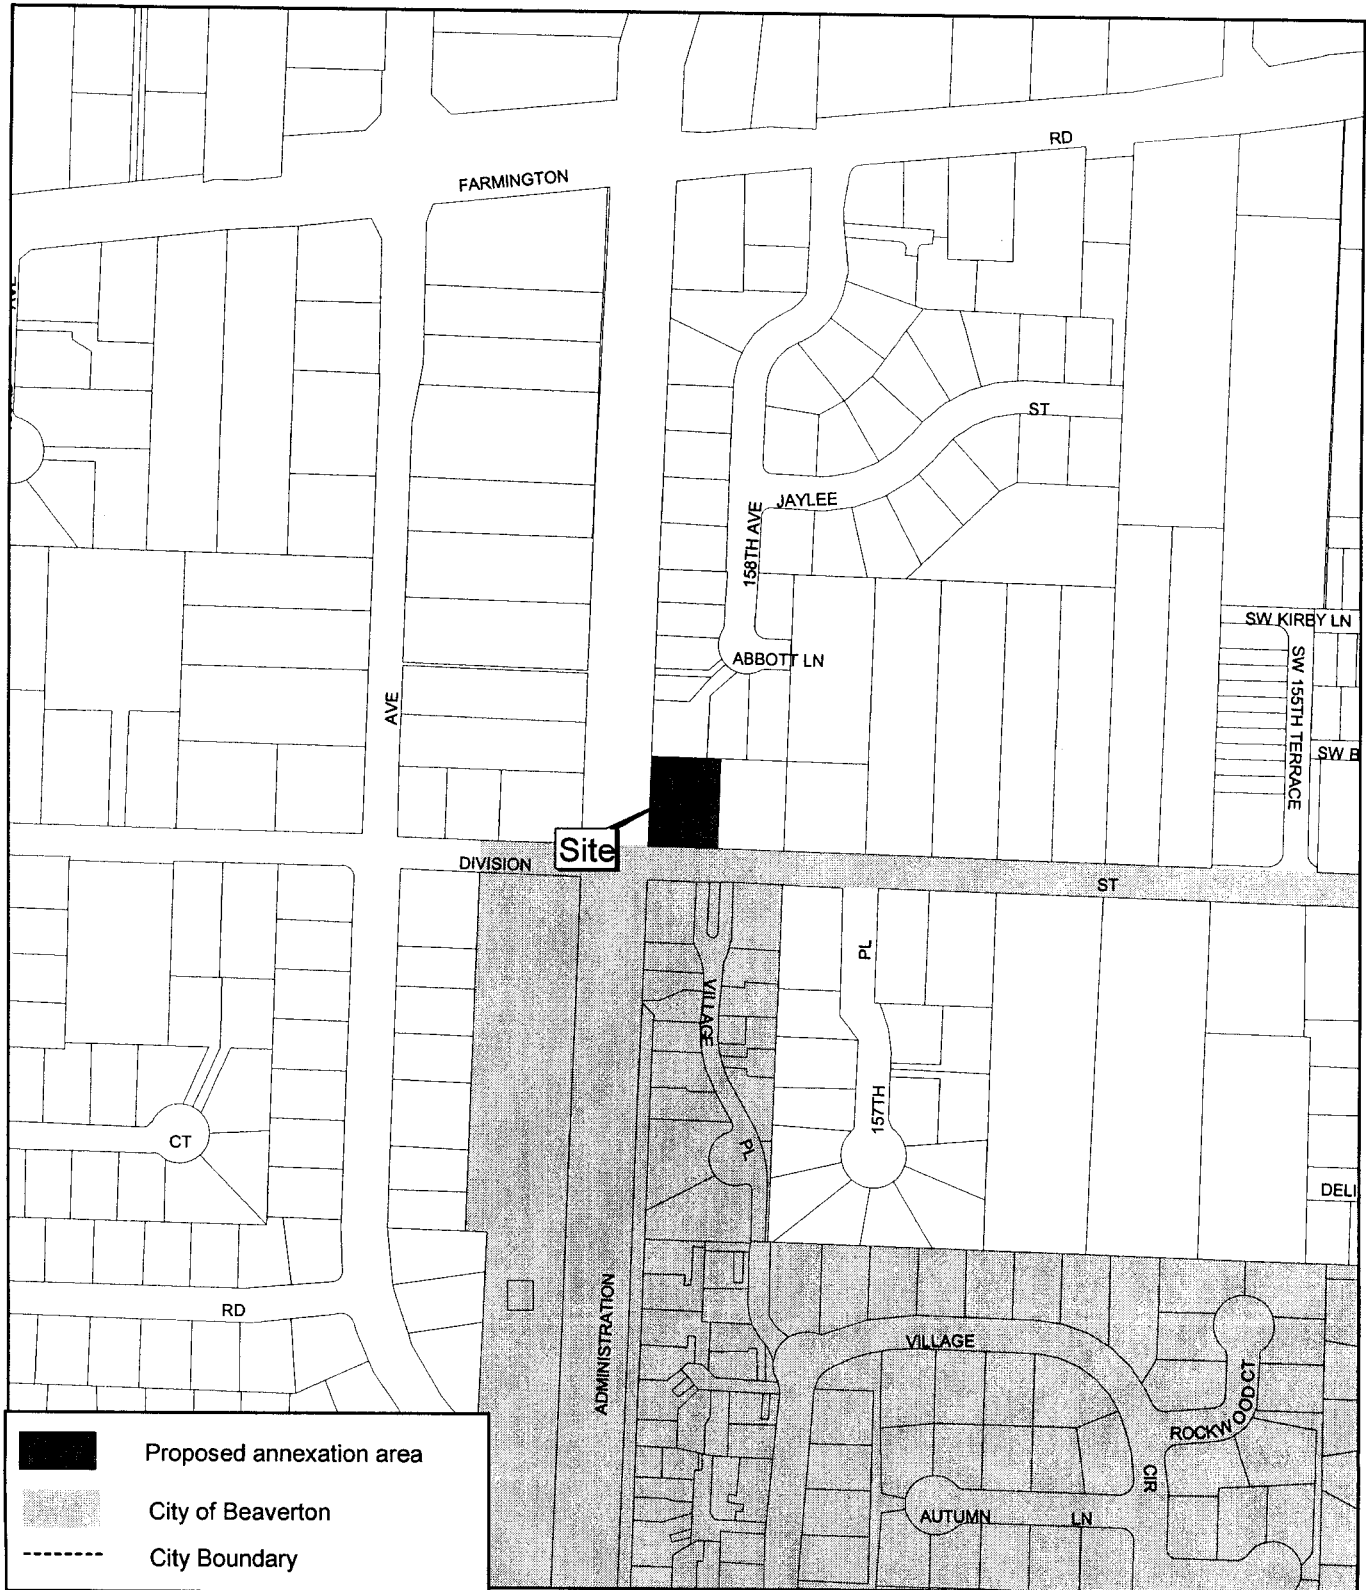 RD
FARMINGTON
AVE
ST
JAYLEE
158TH AVE
SW KIRBY LN
ABBOTT LN
SW 155TH TERRACE
AVE
SW B
Site
DIVISION
ST
PL
VILLAGE
157TH
CT
PL
DELI
ADMINISTRATION
RD
VILLAGE
ROCKWOOD CT
CIR
AUTUMN LN
Proposed annexation area
City of Beaverton
City Boundary